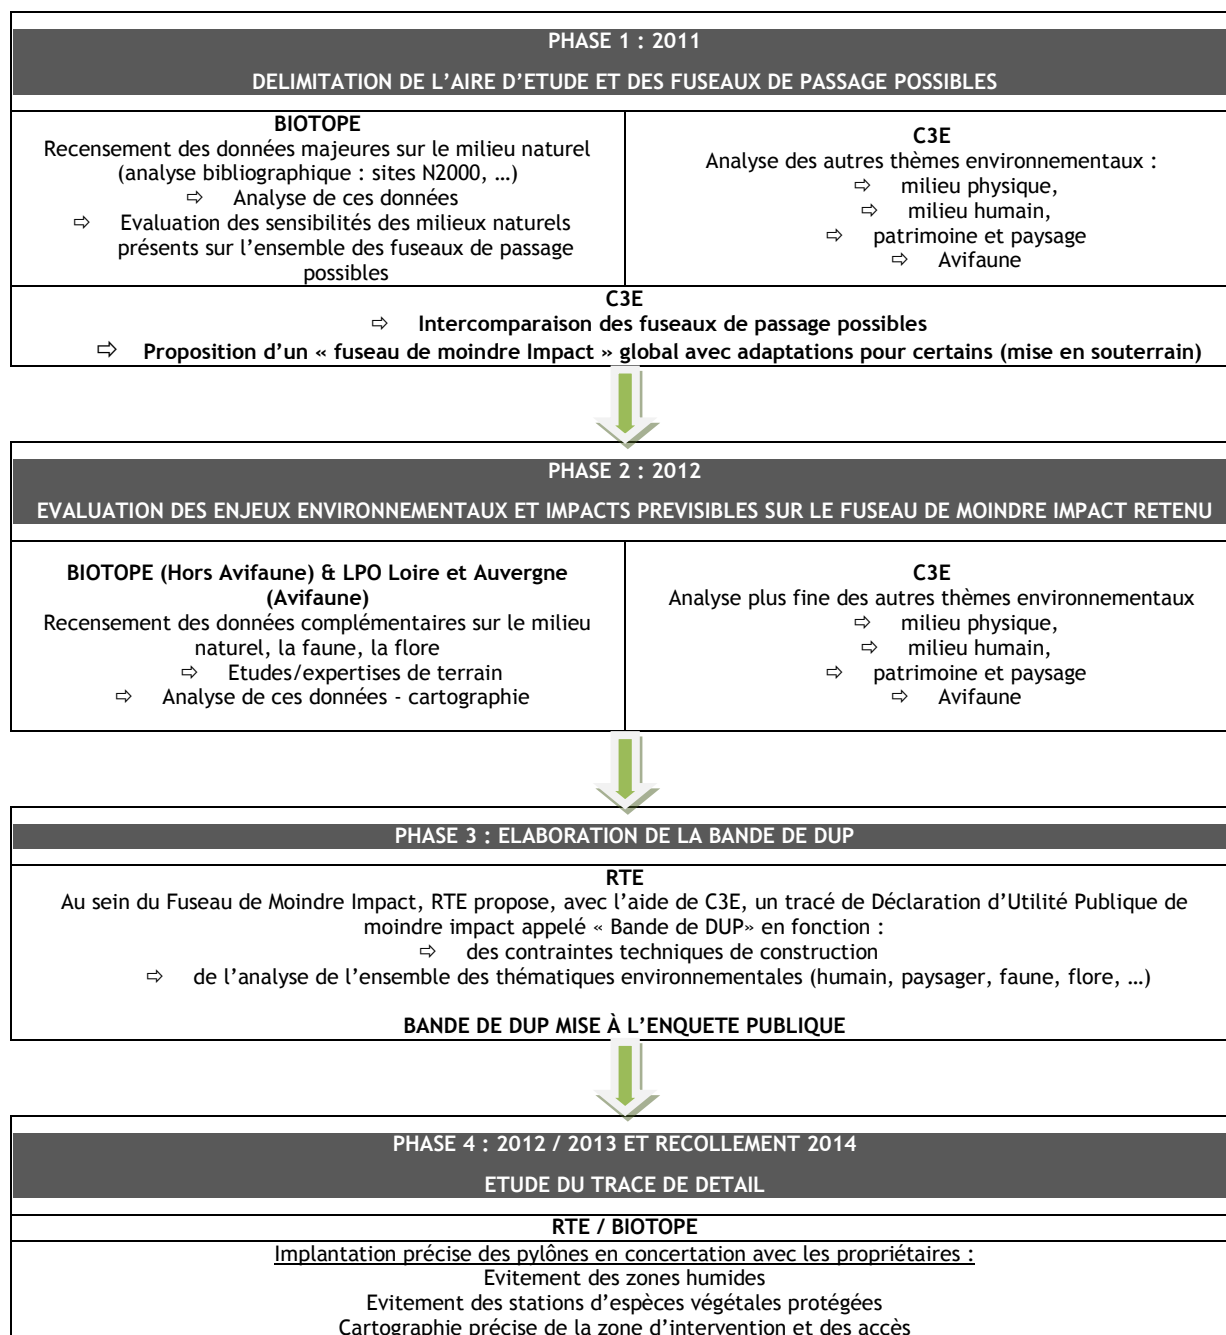 PHASE 1 : 2011
DELIMITATION DE L’AIRE D’ETUDE ET DES FUSEAUX DE PASSAGE POSSIBLES
BIOTOPE
Recensement des données majeures sur le milieu naturel
(analyse bibliographique : sites N2000, …)
⇨ Analyse de ces données
⇨ Evaluation des sensibilités des milieux naturels
présents sur l’ensemble des fuseaux de passage
possibles
C3E
Analyse des autres thèmes environnementaux :
⇨ milieu physique,
⇨ milieu humain,
⇨ patrimoine et paysage
⇨ Avifaune
C3E
⇨ Intercomparaison des fuseaux de passage possibles
⇨ Proposition d’un « fuseau de moindre Impact » global avec adaptations pour certains (mise en souterrain)
PHASE 2 : 2012
EVALUATION DES ENJEUX ENVIRONNEMENTAUX ET IMPACTS PREVISIBLES SUR LE FUSEAU DE MOINDRE IMPACT RETENU
BIOTOPE (Hors Avifaune) & LPO Loire et Auvergne
(Avifaune)
Recensement des données complémentaires sur le milieu
naturel, la faune, la flore
⇨ Etudes/expertises de terrain
⇨ Analyse de ces données - cartographie
C3E
Analyse plus fine des autres thèmes environnementaux
⇨ milieu physique,
⇨ milieu humain,
⇨ patrimoine et paysage
⇨ Avifaune
PHASE 3 : ELABORATION DE LA BANDE DE DUP
RTE
Au sein du Fuseau de Moindre Impact, RTE propose, avec l’aide de C3E, un tracé de Déclaration d’Utilité Publique de
moindre impact appelé « Bande de DUP» en fonction :
⇨ des contraintes techniques de construction
⇨ de l’analyse de l’ensemble des thématiques environnementales (humain, paysager, faune, flore, …)
BANDE DE DUP MISE À L’ENQUETE PUBLIQUE
PHASE 4 : 2012 / 2013 ET RECOLLEMENT 2014
ETUDE DU TRACE DE DETAIL
RTE / BIOTOPE
Implantation précise des pylônes en concertation avec les propriétaires :
Evitement des zones humides
Evitement des stations d’espèces végétales protégées
Cartographie précise de la zone d’intervention et des accès